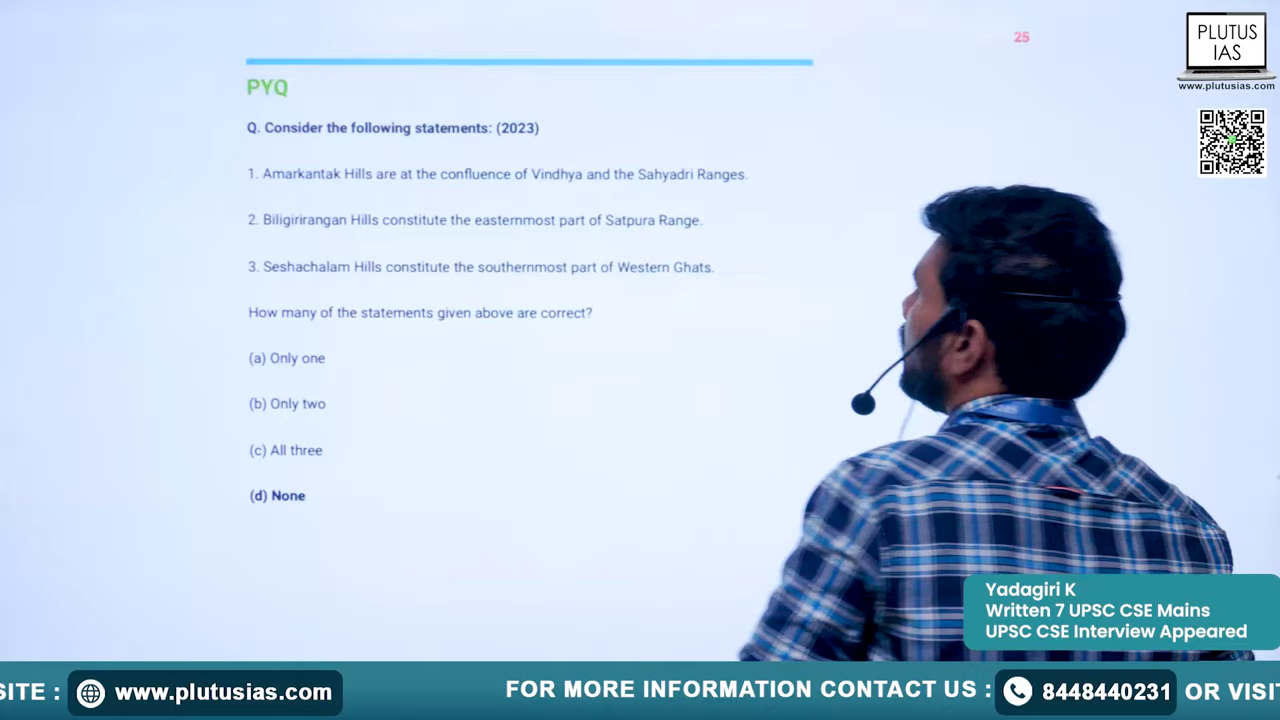 25
PLUTUS
IAS
www.plutusias.com
PYQ
Q. Consider the following statements: (2023)
1. Amarkantak Hills are at the confluence of Vindhya and the Sahyadri Ranges.
2. Biligirirangan Hills constitute the easternmost part of Satpura Range.
3. Seshachalam Hills constitute the southernmost part of Western Ghats.
How many of the statements given above are correct?
(a) Only one
(b) Only two
(c) All three
(d) None
Yadagiri K
Written 7 UPSC CSE Mains
UPSC CSE Interview Appeared
SITE : www.plutusias.com FOR MORE INFORMATION CONTACT US : 8448440231 OR VISIT